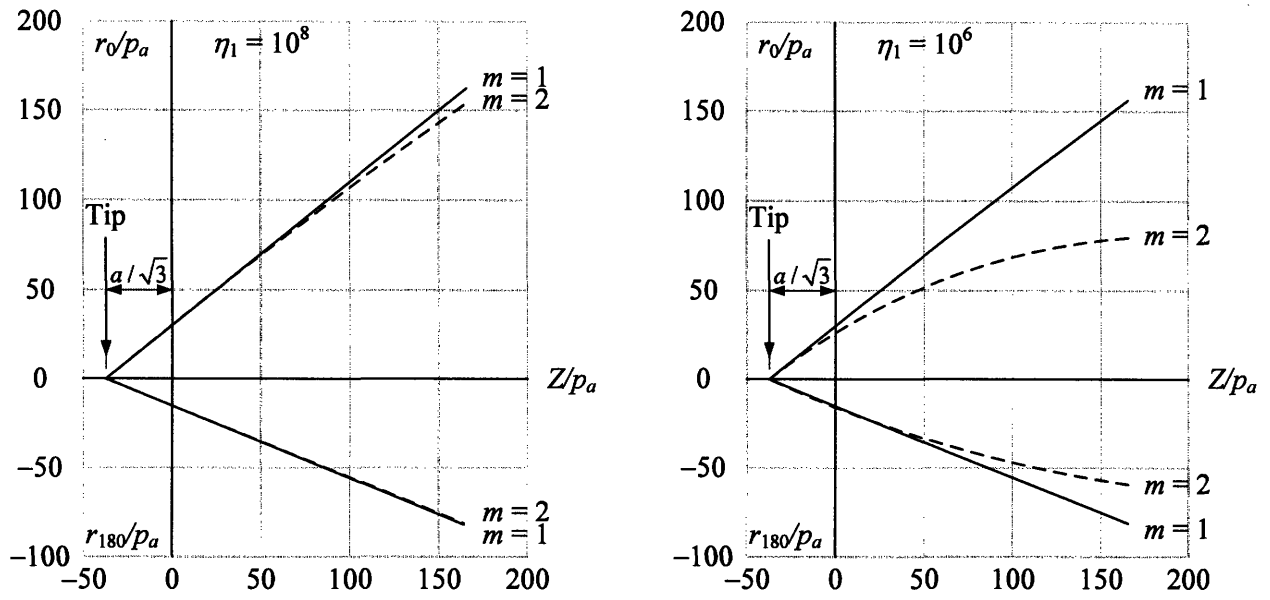 200
r₀/pₐ
η₁ = 10⁸
m = 1
m = 2
150
100
Tip
a / √3
50
0
Z/pₐ
−50
m = 2
m = 1
r₁₈₀/pₐ
−100
−50 0 50 100 150 200
200
r₀/pₐ
η₁ = 10⁶
m = 1
150
100
Tip
m = 2
a / √3
50
0
Z/pₐ
−50
m = 2
m = 1
r₁₈₀/pₐ
−100
−50 0 50 100 150 200